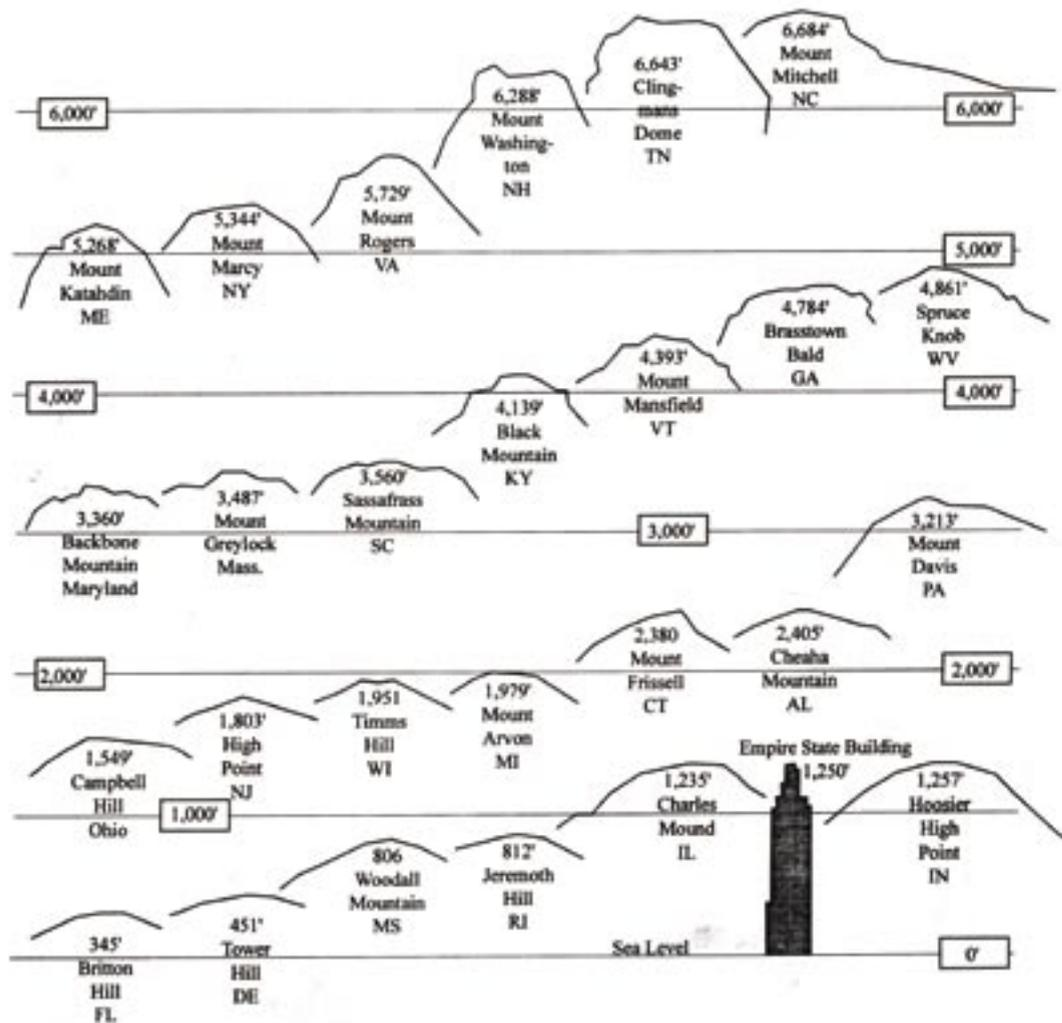 6,684'
Mount
Mitchell
NC
6,643'
Cling-
mans
Dome
TN
6,288'
Mount
Washing-
ton
NH
6,000'
6,000'
5,729'
Mount
Rogers
VA
5,344'
Mount
Marcy
NY
5,268'
Mount
Katahdin
ME
5,000'
4,861'
Spruce
Knob
WV
4,784'
Brasstown
Bald
GA
4,393'
Mount
Mansfield
VT
4,139'
Black
Mountain
KY
4,000'
4,000'
3,360'
Backbone
Mountain
Maryland
3,487'
Mount
Greylock
Mass.
3,560'
Sassafrass
Mountain
SC
3,000'
3,213'
Mount
Davis
PA
2,380
Mount
Frissell
CT
2,405'
Cheaha
Mountain
AL
2,000'
2,000'
1,549'
Campbell
Hill
Ohio
1,803'
High
Point
NJ
1,951
Timms
Hill
WI
1,979'
Mount
Arvon
MI
1,235'
Charles
Mound
IL
Empire State Building
1,250'
1,257'
Hoosier
High
Point
IN
1,000'
345'
Britton
Hill
FL
451'
Tower
Hill
DE
806
Woodall
Mountain
MS
812'
Jeremoth
Hill
RI
Sea Level
0'